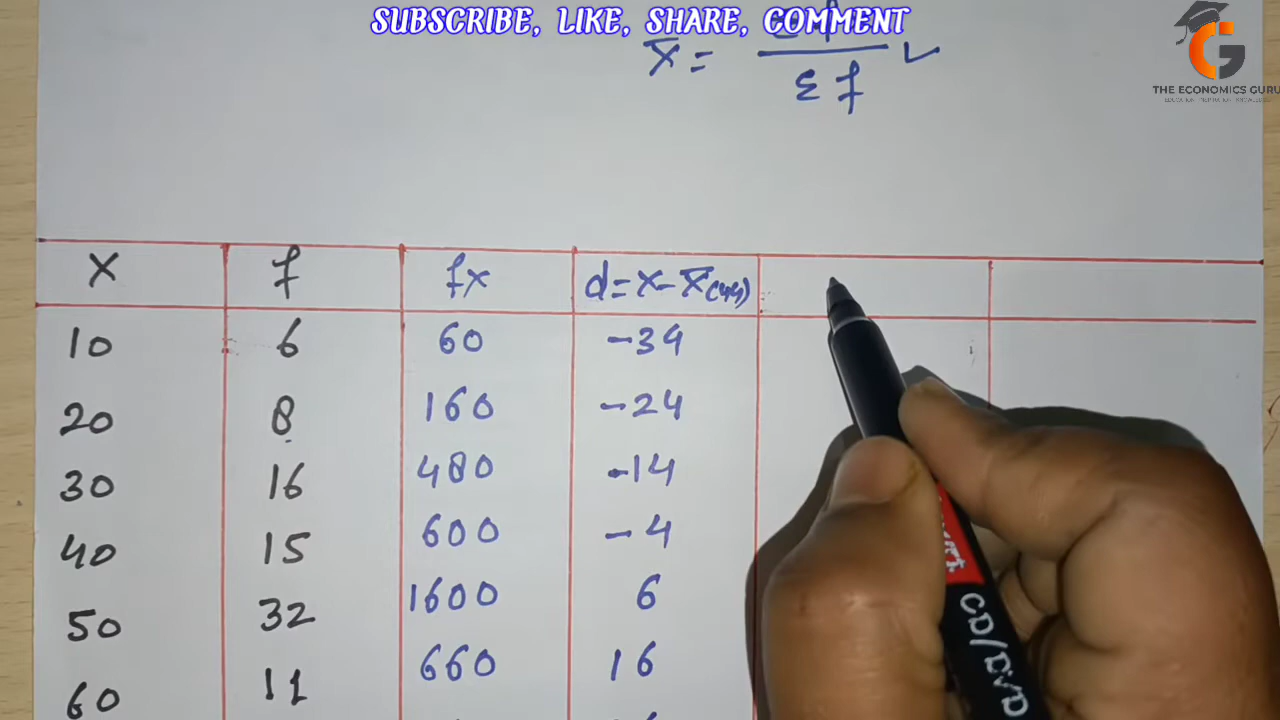 SUBSCRIBE, LIKE, SHARE, COMMENT
G
THE ECONOMICS GURU
x̄ =
Σf
X f fx d = X - X̄ (44)
10 6 60 -34
20 8 160 -24
30 16 480 -14
40 15 600 -4
50 32 1600 6
60 11 660 16